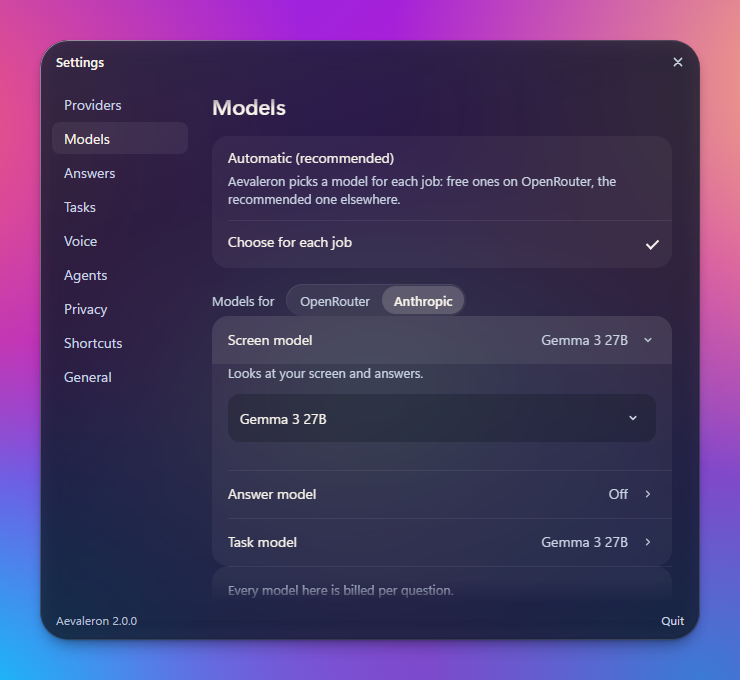 Settings
Providers
Models
Answers
Tasks
Voice
Agents
Privacy
Shortcuts
General
Models
Automatic (recommended)
Aevaleron picks a model for each job: free ones on OpenRouter, the
recommended one elsewhere.
Choose for each job
Models for OpenRouter Anthropic
Screen model Gemma 3 27B
Looks at your screen and answers.
Gemma 3 27B
Answer model Off
Task model Gemma 3 27B
Every model here is billed per question.
Aevaleron 2.0.0 Quit